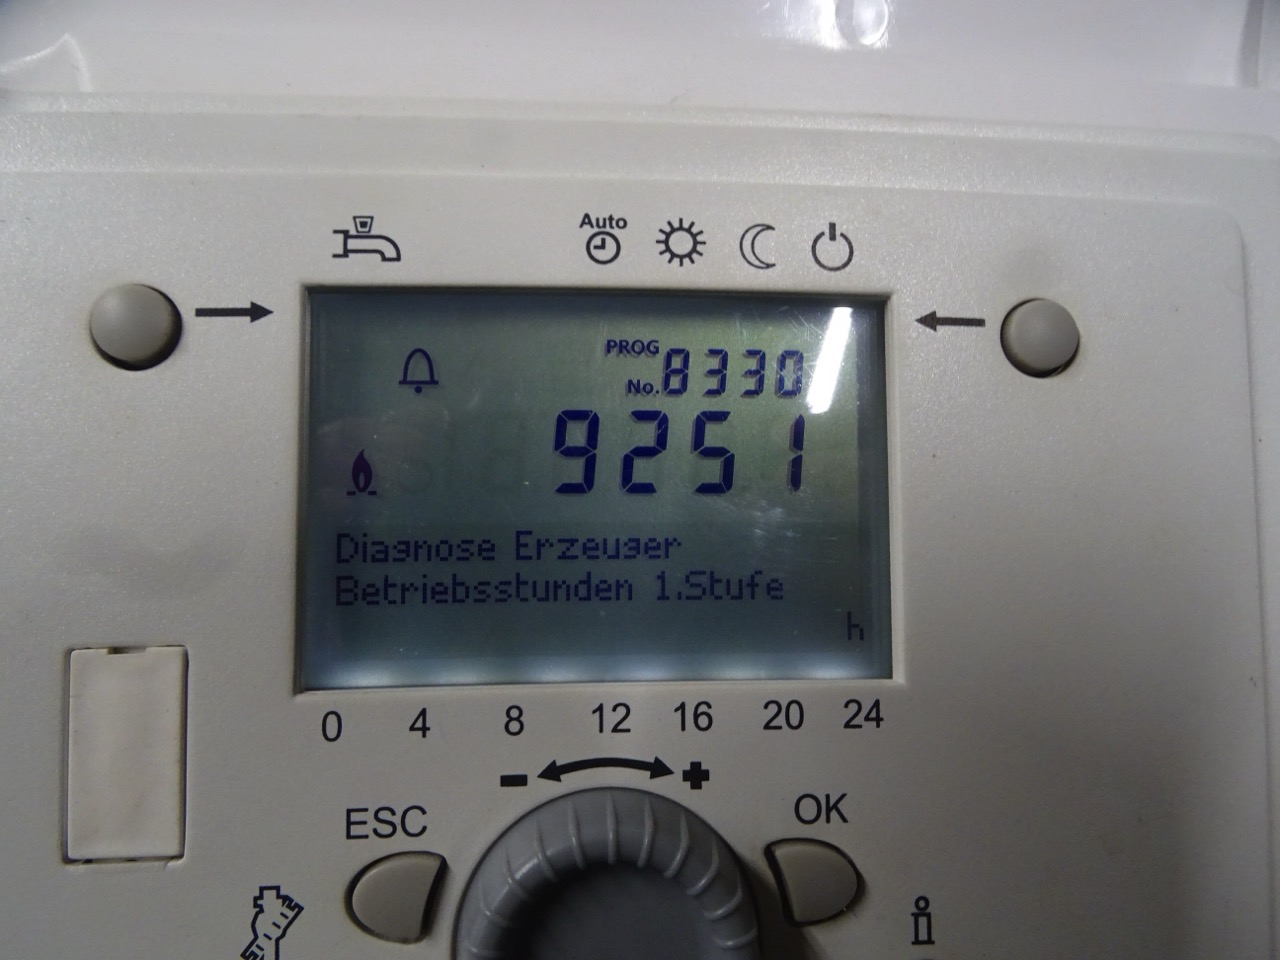 Auto
PROG
No. 8330
9251
Diagnose Erzeuger
Betriebsstunden 1.Stufe
h
0 4 8 12 16 20 24
- +
ESC OK